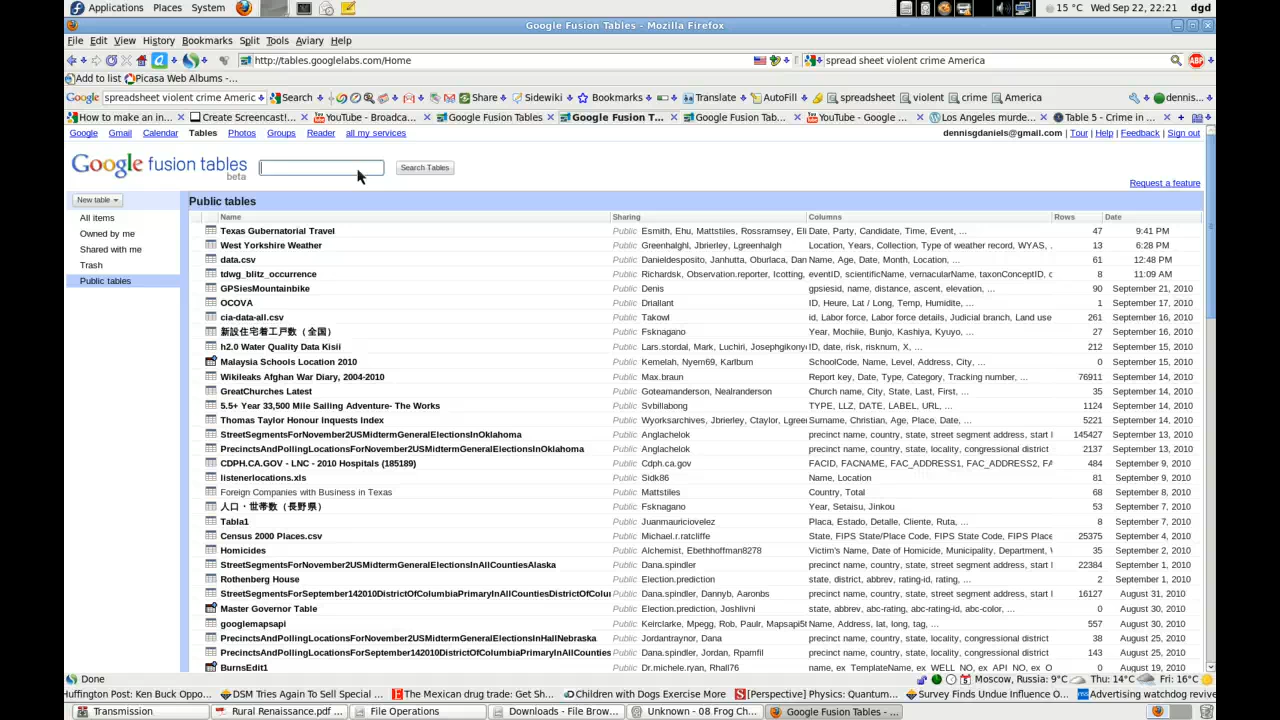 Applications Places System 15 °C Wed Sep 22, 22:21 dgd
Google Fusion Tables - Mozilla Firefox
File Edit View History Bookmarks Split Tools Aviary Help
http://tables.googlelabs.com/Home spread sheet violent crime America ABP
Add to list Picasa Web Albums -...
Google spreadsheet violent crime Americ Search Share Sidewiki Bookmarks Translate AutoFill spreadsheet violent crime America dennis...
How to make an in... Create Screencast!... YouTube - Broadca... Google Fusion Tables Google Fusion T... Google Fusion Tab... YouTube - Google ... Los Angeles murde... Table 5 - Crime in ...
Google Gmail Calendar Tables Photos Groups Reader all my services dennisgdaniels@gmail.com | Tour | Help | Feedback | Sign out
Google fusion tables beta Search Tables
Request a feature
New table Public tables
Name Sharing Columns Rows Date
All items
Owned by me
Shared with me
Trash
Public tables
Texas Gubernatorial Travel Public Esmith, Ehu, Mattstiles, Rossramsey, Eli Date, Party, Candidate, Time, Event, ... 47 9:41 PM
West Yorkshire Weather Public Greenhalghl, Jbrierley, Lgreenhalgh Location, Years, Collection, Type of weather record, WYAS, . 13 6:28 PM
data.csv Public Danieldesposito, Janhutta, Oburlaca, Dan Name, Age, Date, Month, Location, ... 61 12:48 PM
tdwg_blitz_occurrence Public Richardsk, Observation.reporter, Icotting, eventID, scientificName, vernacularName, taxonConceptID, c 8 11:09 AM
GPSiesMountainbike Public Denis gpsiesid, name, distance, ascent, elevation, ... 90 September 21, 2010
OCOVA Public Driallant ID, Heure, Lat / Long, Temp, Humidite, ... 1 September 17, 2010
cia-data-all.csv Public Takowl id, Labor force, Labor force details, Judicial branch, Land use 261 September 16, 2010
新設住宅着工戸数（全国） Public Fsknagano Year, Mochiie, Bunjo, Kashiya, Kyuyo, ... 27 September 16, 2010
h2.0 Water Quality Data Kisii Public Lars.stordal, Mark, Luchiri, Josephgikony ID, date, risk, risknum, X, ... 212 September 15, 2010
Malaysia Schools Location 2010 Public Kemelah, Nyem69, Karlbum SchoolCode, Name, Level, Address, City, ... 0 September 15, 2010
Wikileaks Afghan War Diary, 2004-2010 Public Max.braun Report key, Date, Type, Category, Tracking number, ... 76911 September 14, 2010
GreatChurches Latest Public Goteamanderson, Nealranderson Church name, City, State, Last, First, ... 35 September 14, 2010
5.5+ Year 33,500 Mile Sailing Adventure- The Works Public Svbillabong TYPE, LLZ, DATE, LABEL, URL, ... 1124 September 14, 2010
Thomas Taylor Honour Inquests Index Public Wyorksarchives, Jbrierley, Ctaylor, Lgreer Surname, Christian, Age, Place, Date, ... 5221 September 14, 2010
StreetSegmentsForNovember2USMidtermGeneralElectionsInOklahoma Public Anglachelok precinct name, country, state, street segment address, start l 145427 September 13, 2010
PrecinctsAndPollingLocationsForNovember2USMidtermGeneralElectionsInOklahoma Public Anglachelok precinct name, country, state, locality, congressional district 2137 September 13, 2010
CDPH.CA.GOV - LNC - 2010 Hospitals (185189) Public Cdph.ca.gov FACID, FACNAME, FAC_ADDRESS1, FAC_ADDRESS2, FA 484 September 9, 2010
listenerlocations.xls Public Sidk86 Name, Location 81 September 9, 2010
Foreign Companies with Business in Texas Public Mattstiles Country, Total 68 September 8, 2010
人口・世帯数（長野県） Public Fsknagano Year, Setaisu, Jinkou 53 September 7, 2010
Tabla1 Public Juanmauriciovelez Placa, Estado, Detalle, Cliente, Ruta, ... 8 September 7, 2010
Census 2000 Places.csv Public Michael.r.ratcliffe State, FIPS State/Place Code, FIPS State Code, FIPS Place 25375 September 4, 2010
Homicides Public Alchemist, Ebethhoffman8278 Victim's Name, Date of Homicide, Municipality, Department, 35 September 2, 2010
StreetSegmentsForNovember2USMidtermGeneralElectionsInAllCountiesAlaska Public Dana.spindler precinct name, country, state, street segment address, start l 22384 September 1, 2010
Rothenberg House Public Election.prediction state, district, abbrev, rating-id, rating, ... 2 September 1, 2010
StreetSegmentsForSeptember142010DistrictOfColumbiaPrimaryInAllCountiesDistrictOfColu Public Dana.spindler, Dannyb, Aaronbs precinct name, country, state, street segment address, start l 16127 August 31, 2010
Master Governor Table Public Election.prediction, Joshlivni state, abbrev, abc-rating, abc-rating-id, abc-color, ... 0 August 30, 2010
googlemapsapi Public Keirclarke, Mpegg, Rob, Paulr, Mapsapi5 Name, Address, lat, long, tag, ... 557 August 30, 2010
PrecinctsAndPollingLocationsForNovember2USMidtermGeneralElectionsInHallNebraska Public Jordantraynor, Dana precinct name, country, state, locality, congressional district 38 August 25, 2010
PrecinctsAndPollingLocationsForSeptember142010DistrictOfColumbiaPrimaryInAllCounties Public Dana.spindler, Jordan, Rpamfil precinct name, country, state, locality, congressional district 143 August 25, 2010
BurnsEdit1 Public Dr.michele.ryan, Rhall76 name, ex_TemplateName, ex_WELL_NO, ex_API_NO, ex_O 0 August 19, 2010
Done Moscow, Russia: 9°C Thu: 14°C Fri: 16°C
Huffington Post: Ken Buck Oppo... DSM Tries Again To Sell Special ... The Mexican drug trade: Get Sh... Children with Dogs Exercise More [Perspective] Physics: Quantum... Survey Finds Undue Influence O... Advertising watchdog revive
Transmission Rural Renaissance.pdf ... File Operations Downloads - File Brow... Unknown - 08 Frog Ch... Google Fusion Tables - ...